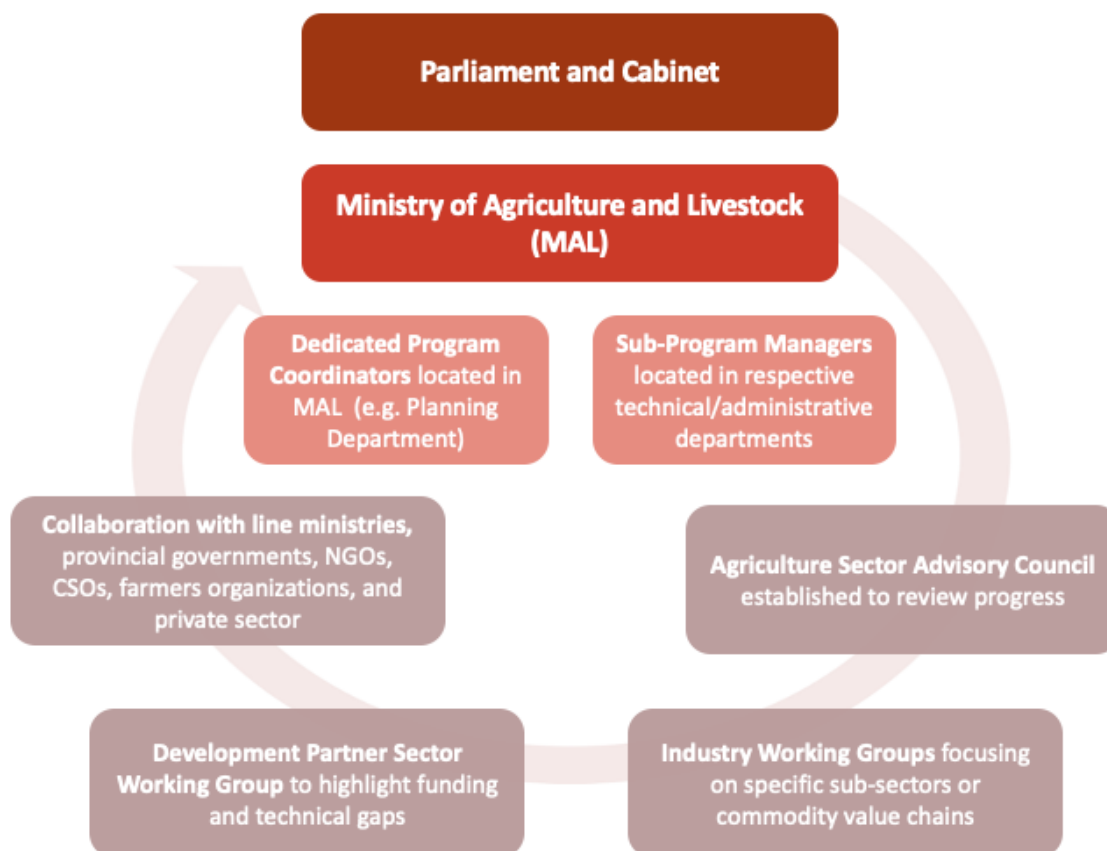 Parliament and Cabinet
Ministry of Agriculture and Livestock
(MAL)
Dedicated Program
Coordinators located in
MAL (e.g. Planning
Department)
Sub-Program Managers
located in respective
technical/administrative
departments
Collaboration with line ministries,
provincial governments, NGOs,
CSOs, farmers organizations, and
private sector
Agriculture Sector Advisory Council
established to review progress
Development Partner Sector
Working Group to highlight funding
and technical gaps
Industry Working Groups focusing
on specific sub-sectors or
commodity value chains